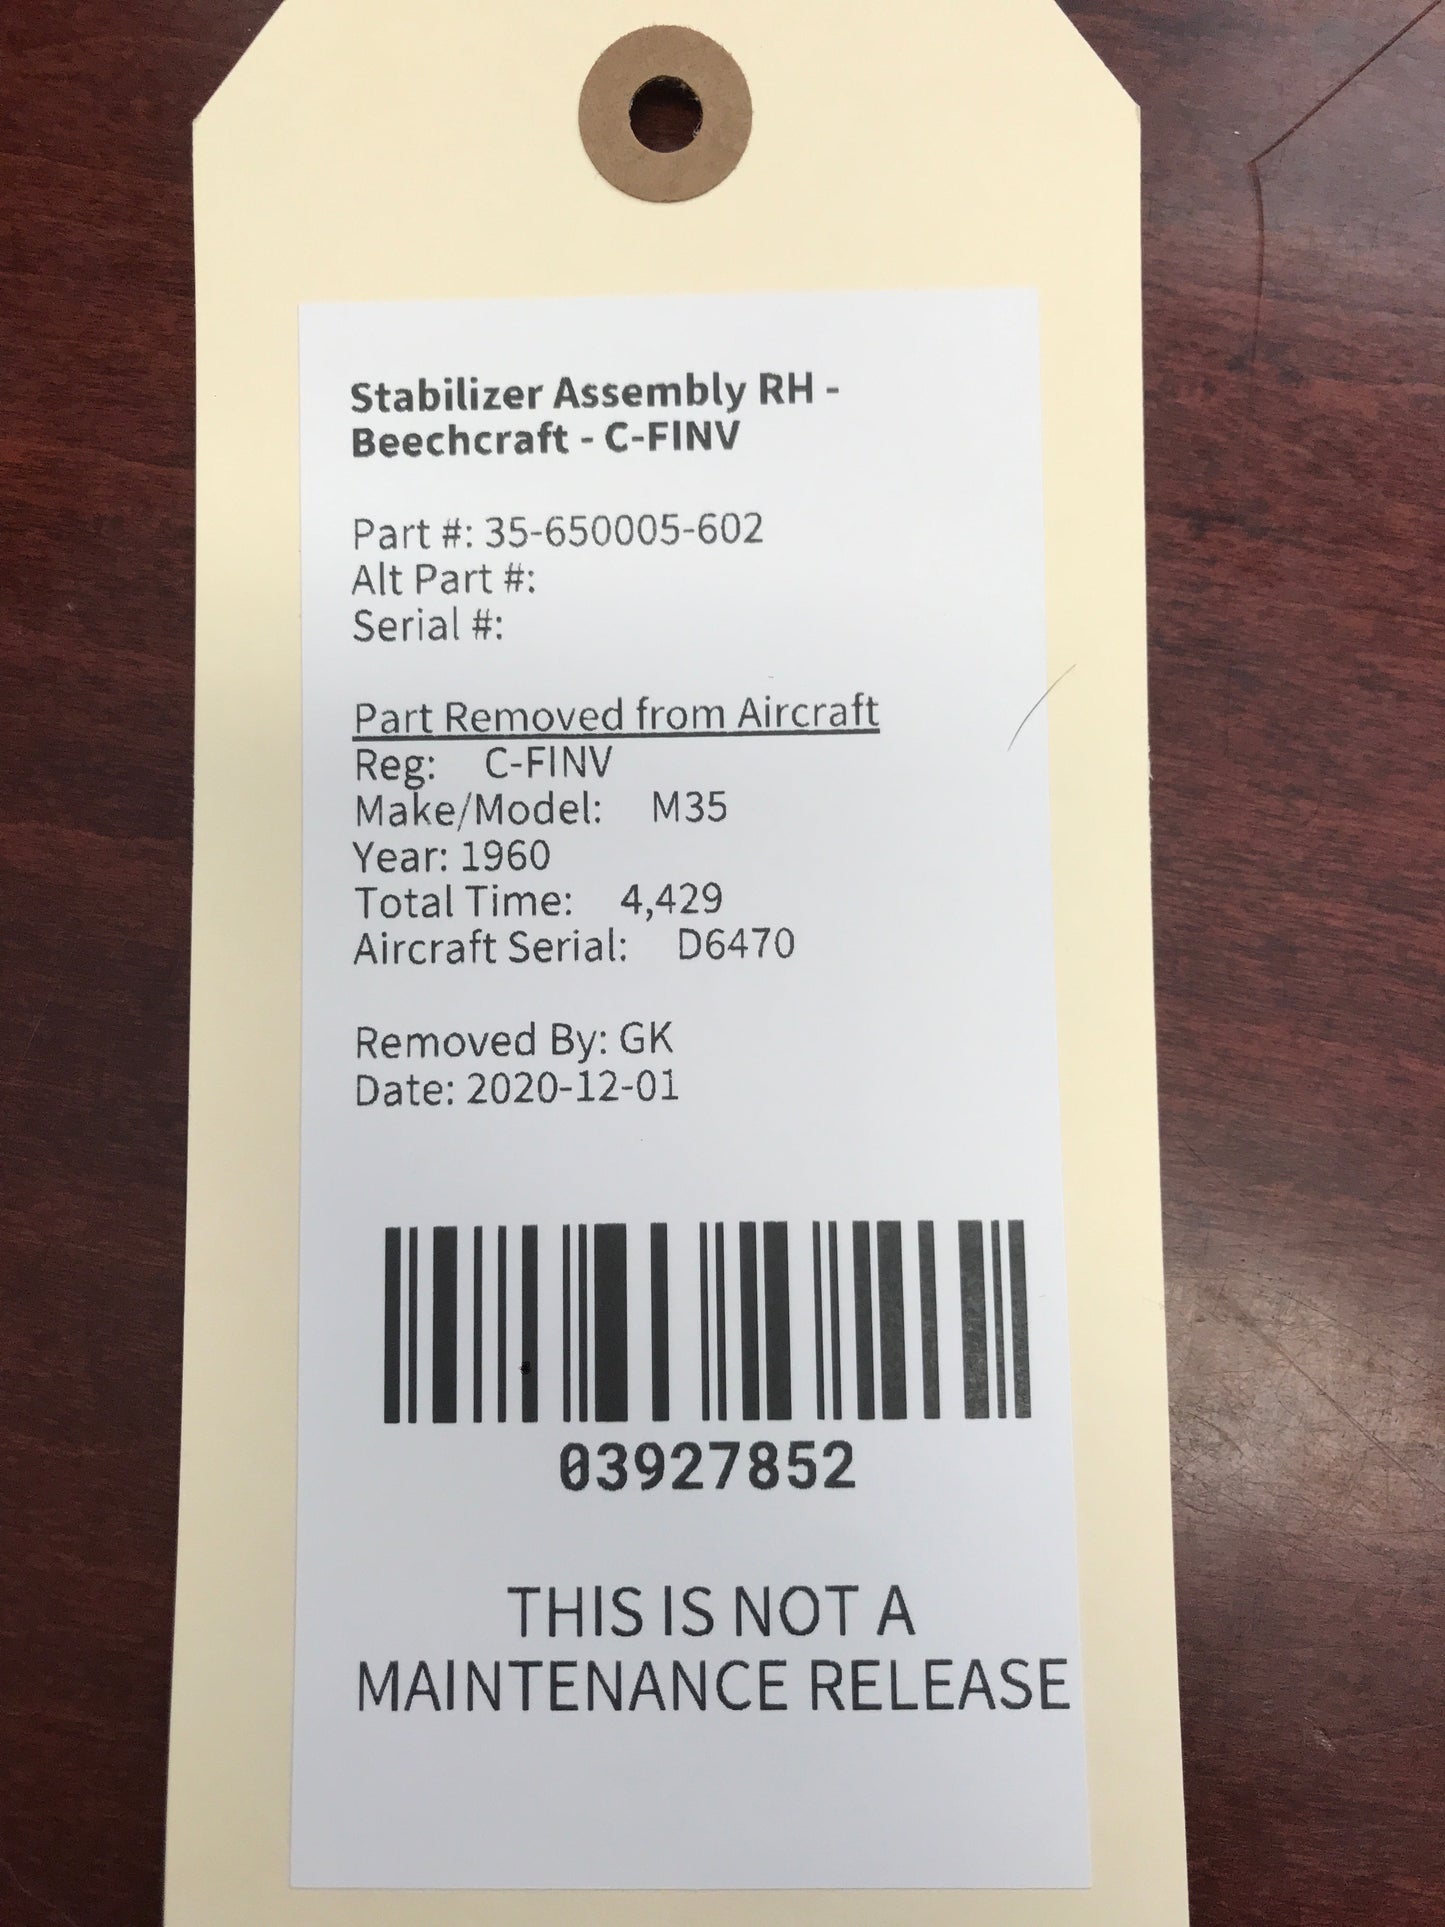 Stabilizer Assembly RH -
Beechcraft - C-FINV
Part #: 35-650005-602
Alt Part #:
Serial #:
Part Removed from Aircraft
Reg: C-FINV
Make/Model: M35
Year: 1960
Total Time: 4,429
Aircraft Serial: D6470
Removed By: GK
Date: 2020-12-01
03927852
THIS IS NOT A
MAINTENANCE RELEASE